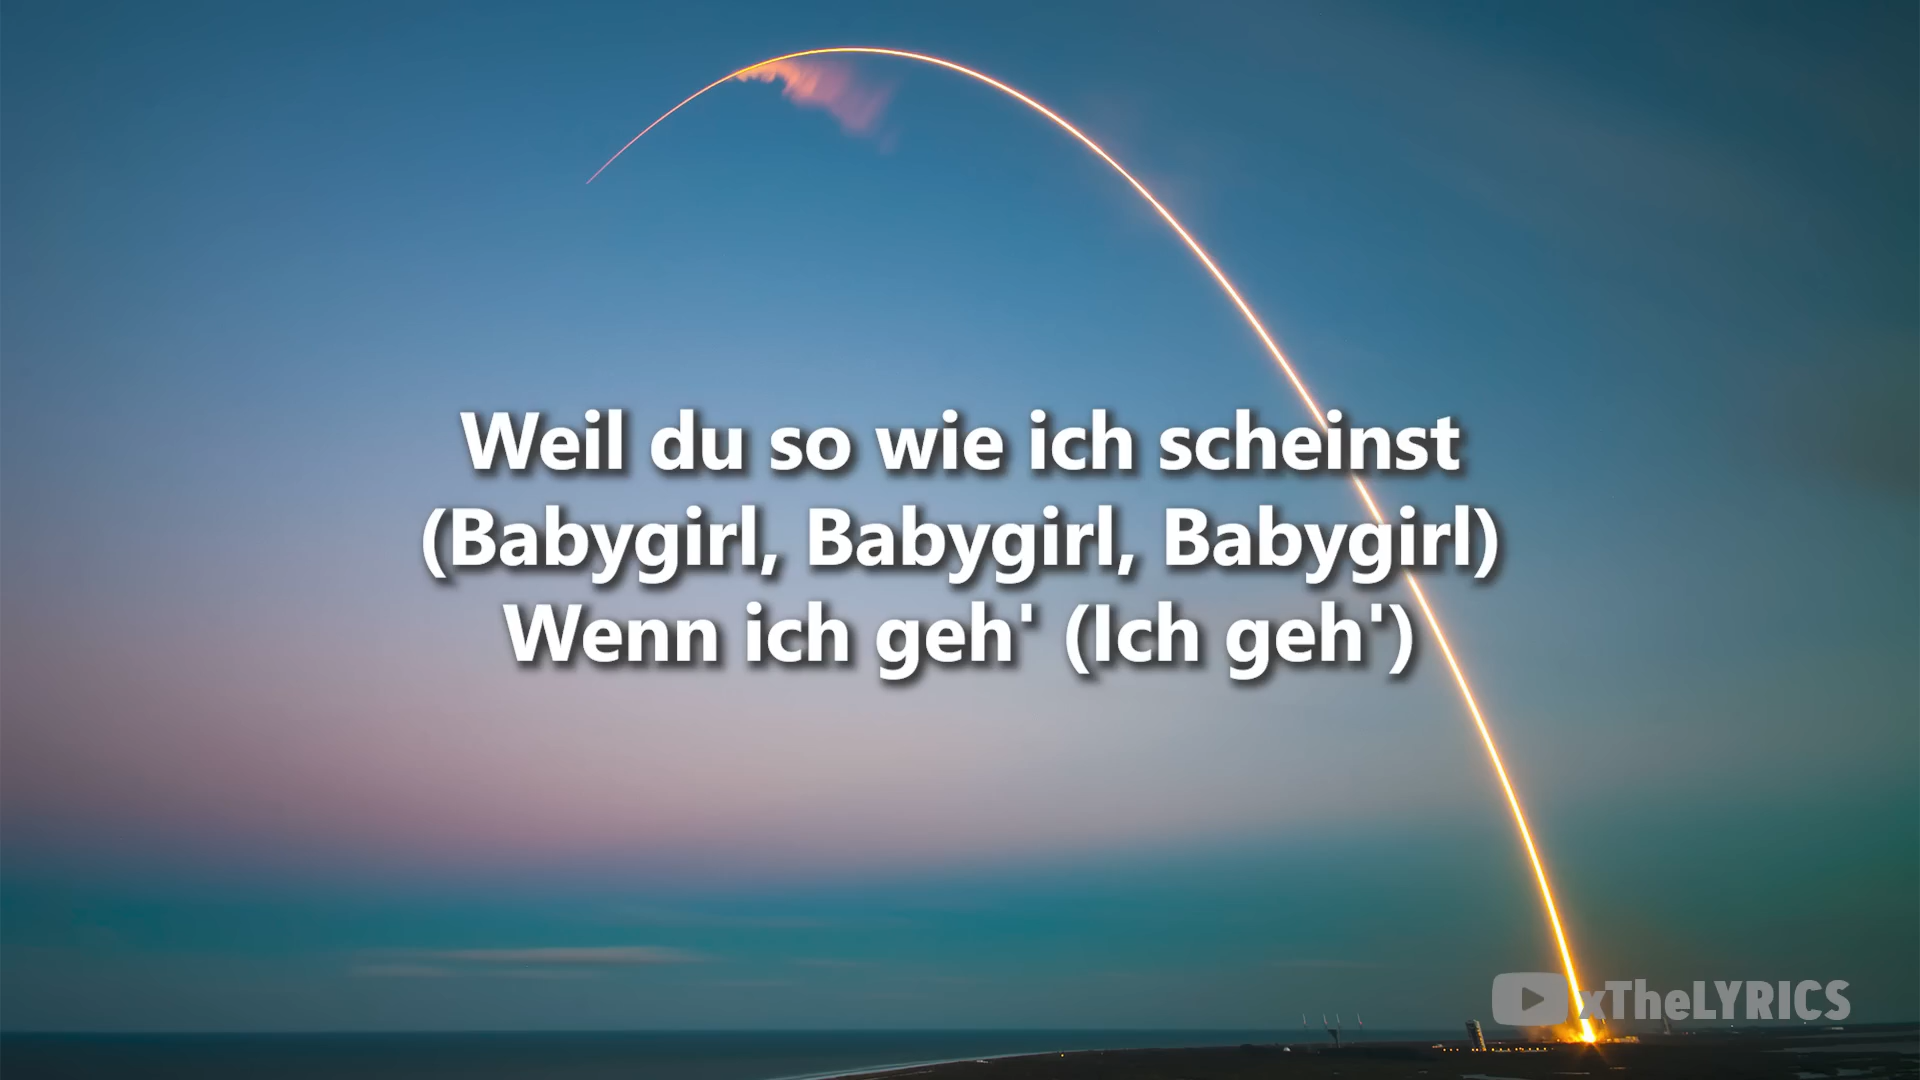 Weil du so wie ich scheinst
(Babygirl, Babygirl, Babygirl)
Wenn ich geh' (Ich geh')
xTheLYRICS